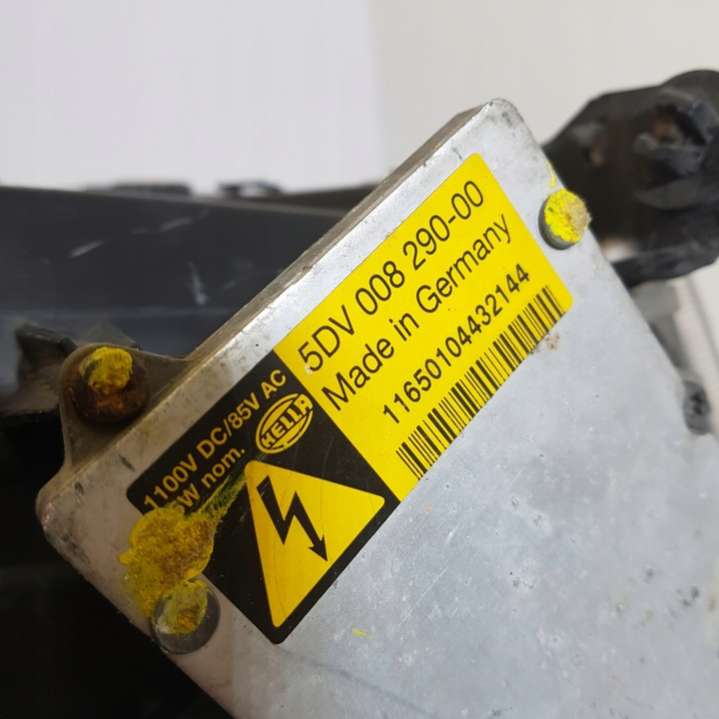 5DV 008 290-00
Made in Germany
11650104432144
1100V DC/85V AC
W nom.
HELLA